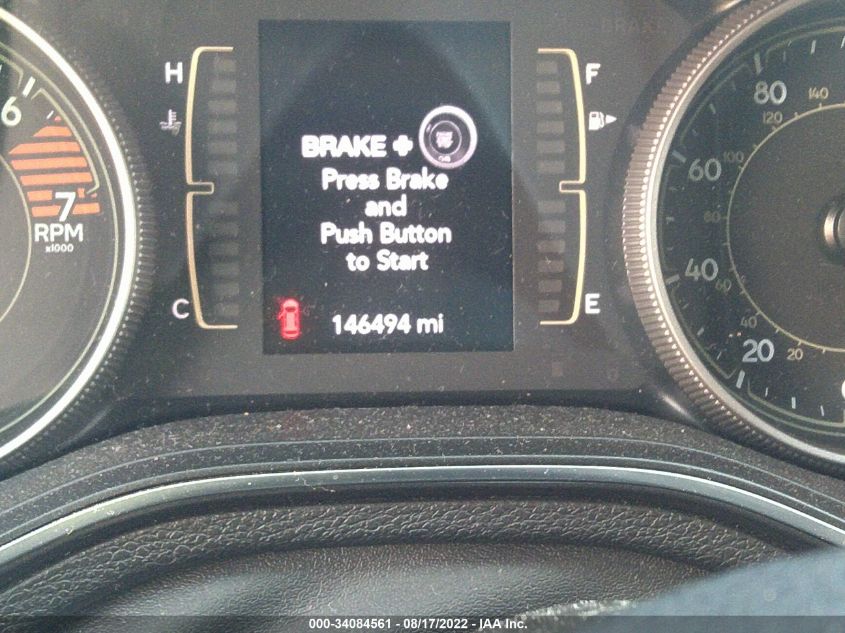 BRAKE
H
F
6
7
RPM
x1000
BRAKE +
Press Brake
and
Push Button
to Start
146494 mi
C
E
80
60
40
20
140
120
100
80
60
40
20
000-34084561 / 08/17/2022 - IAA Inc.